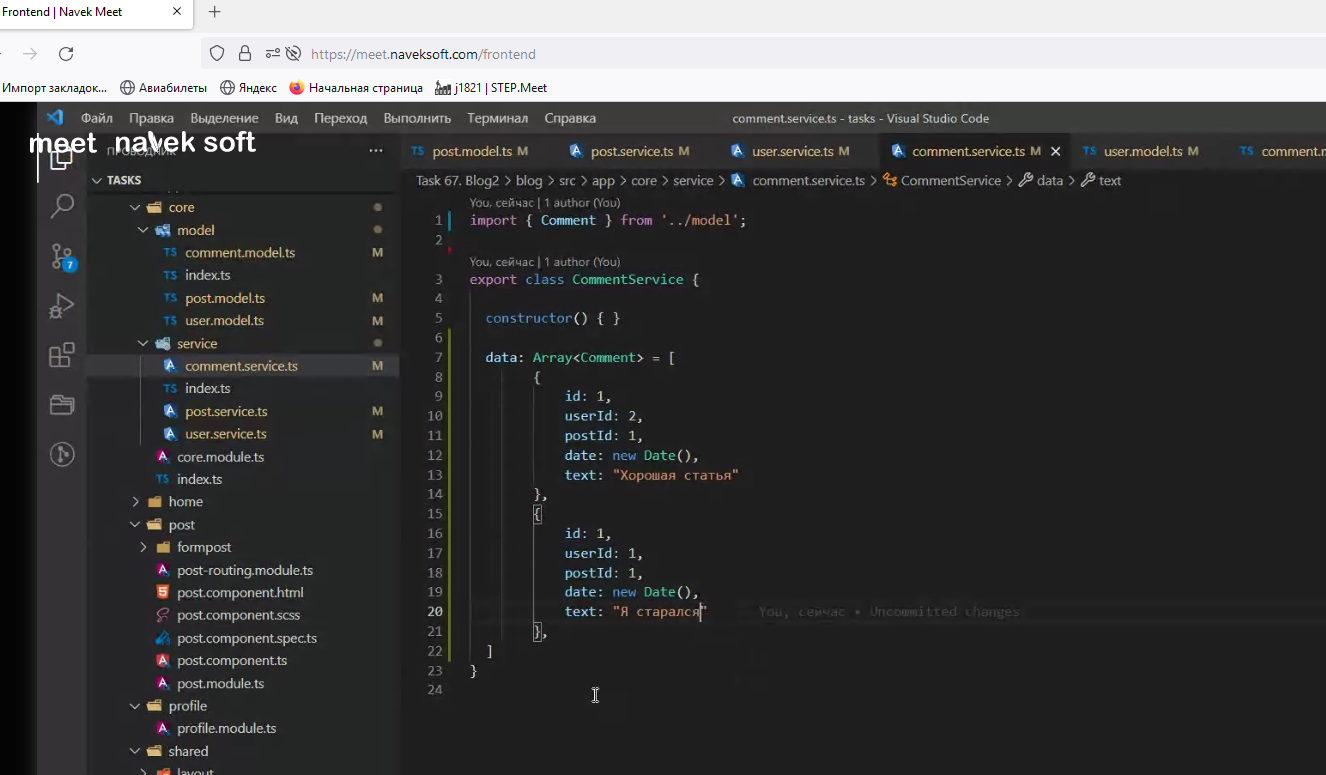 Frontend | Navek Meet
https://meet.naveksoft.com/frontend
Импорт закладок...
Авиабилеты
Яндекс
Начальная страница
j1821 | STEP.Meet
Файл Правка Выделение Вид Переход Выполнить Терминал Справка
comment.service.ts - tasks - Visual Studio Code
meet navek soft
ПРОВОДНИК
TS post.model.ts M
post.service.ts M
user.service.ts M
comment.service.ts M
TS user.model.ts M
TS comment.m
TASKS
Task 67. Blog2 > blog > src > app > core > service > comment.service.ts > CommentService > data > text
core
model
TS comment.model.ts M
TS index.ts
TS post.model.ts M
TS user.model.ts M
service
comment.service.ts M
TS index.ts
post.service.ts M
user.service.ts M
core.module.ts
TS index.ts
home
post
formpost
post-routing.module.ts
post.component.html
post.component.scss
post.component.spec.ts
post.component.ts
post.module.ts
profile
profile.module.ts
shared
layout
7
You, сейчас | 1 author (You)
1 import { Comment } from '../model';
2
You, сейчас | 1 author (You)
3 export class CommentService {
4
5 constructor() { }
6
7 data: Array<Comment> = [
8 {
9 id: 1,
10 userId: 2,
11 postId: 1,
12 date: new Date(),
13 text: "Хорошая статья"
14 },
15 {
16 id: 1,
17 userId: 1,
18 postId: 1,
19 date: new Date(),
20 text: "Я старался" You, сейчас • Uncommitted changes
21 },
22 ]
23 }
24